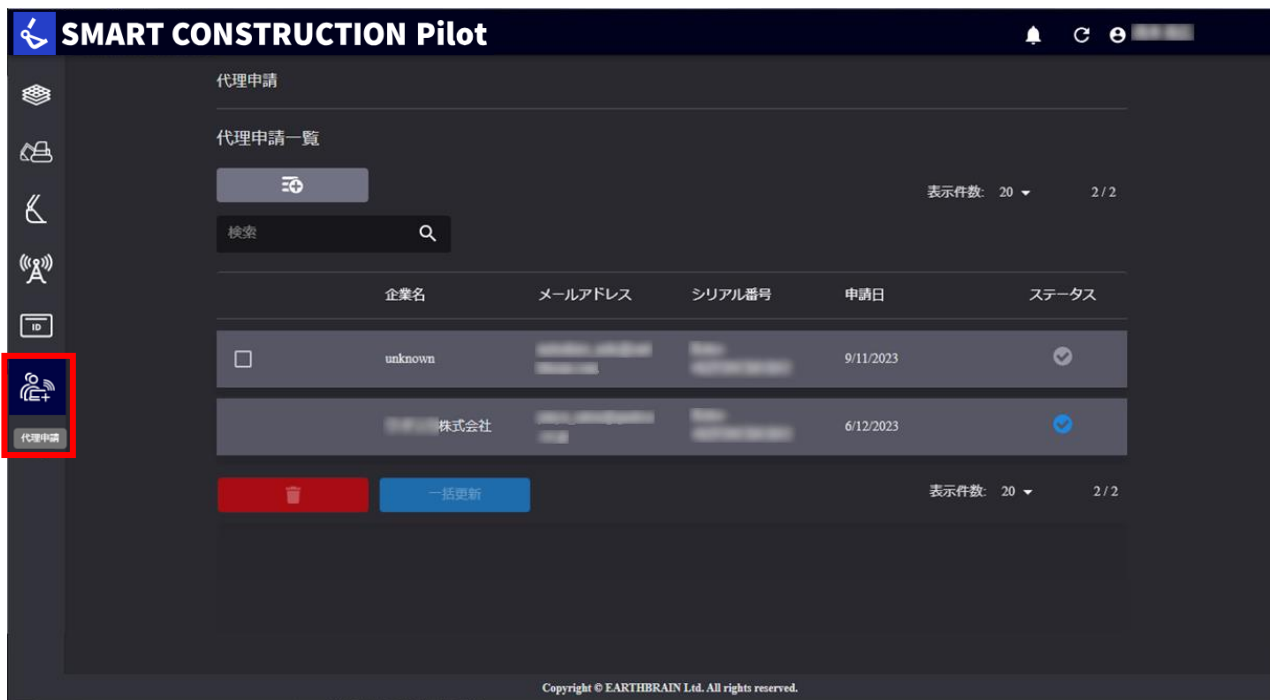 SMART CONSTRUCTION Pilot
代理申請
代理申請一覧
表示件数: 20 2 / 2
検索
企業名 メールアドレス シリアル番号 申請日 ステータス
ID
unknown 9/11/2023
株式会社 6/12/2023
代理申請
一括更新 表示件数: 20 2 / 2
Copyright © EARTHBRAIN Ltd. All rights reserved.